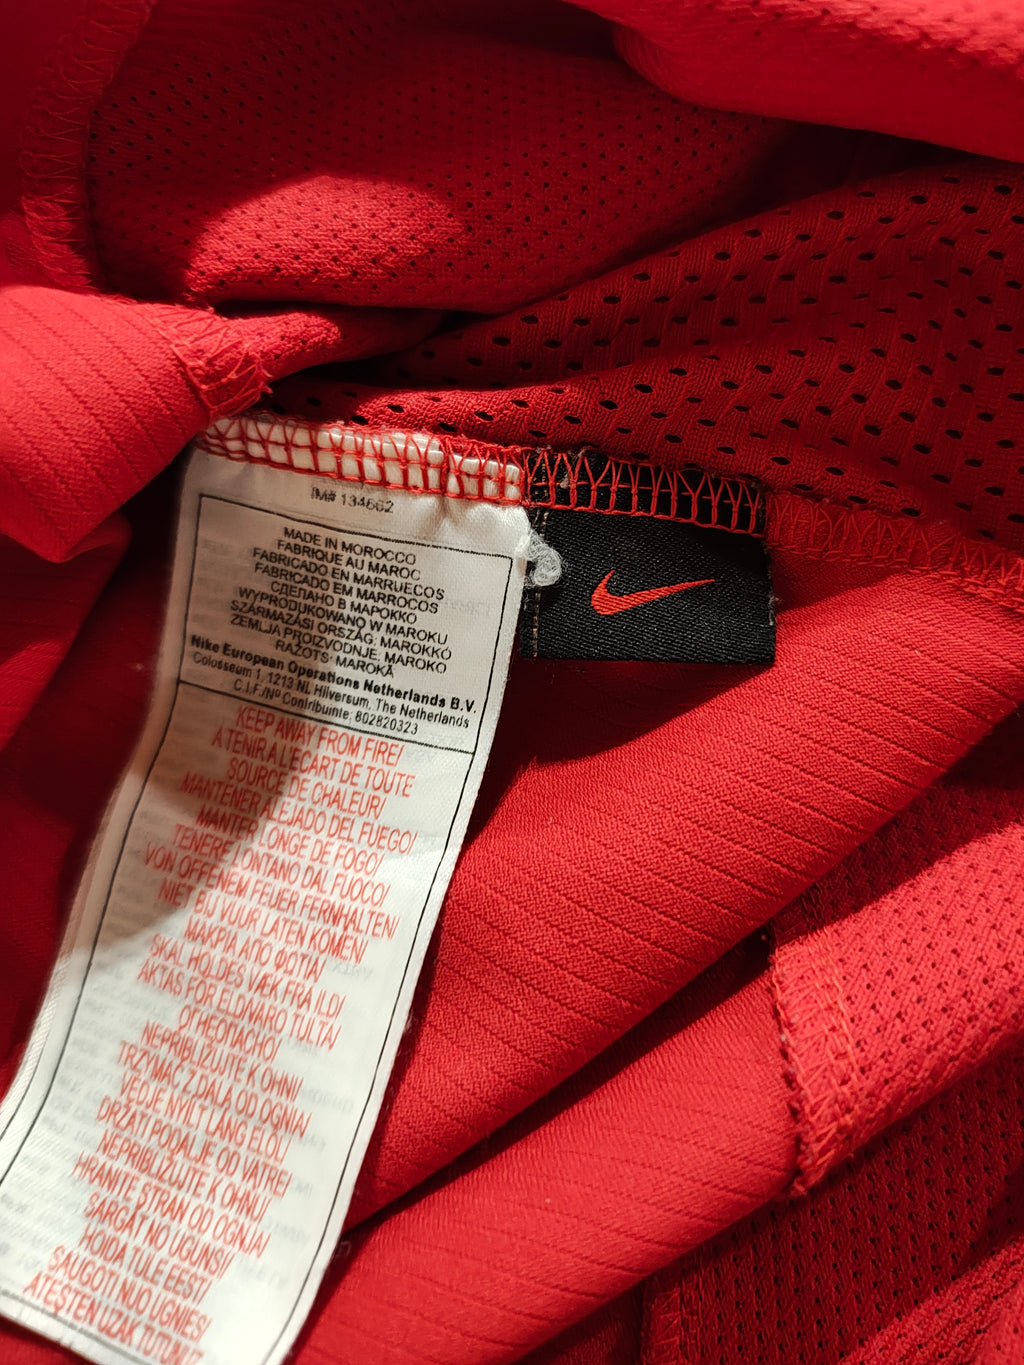 IM# 134662
MADE IN MOROCCO
FABRIQUE AU MAROC
FABRICADO EN MARRUECOS
FABRICADO EM MARROCOS
СДЕЛАНО В МАРОККО
WYPRODUKOWANO W MAROKU
SZÁRMAZÁSI ORSZÁG: MAROKKÓ
ZEMLJA PROIZVODNJE: MAROKO
RAŽOTS: MAROKĀ
Nike European Operations Netherlands B.V.
Colosseum 1, 1213 NL Hilversum, The Netherlands
C.I.F./Nº Contribuinte: 802820323
KEEP AWAY FROM FIRE/
A TENIR A L'ECART DE TOUTE
SOURCE DE CHALEUR/
MANTENER ALEJADO DEL FUEGO/
MANTER LONGE DE FOGO/
TENERE LONTANO DAL FUOCO/
VON OFFENEM FEUER FERNHALTEN/
NIET BIJ VUUR LATEN KOMEN/
ΜΑΚΡΙΑ ΑΠΟ ΦΩΤΙΑ/
SKAL HOLDES VÆK FRA ILD/
AKTAS FÖR ELDVARO TULTA/
ОГНЕОПАСНО/
NEPRIBLIŽUJTE K OHNI/
TRZYMAĆ Z DALA OD OGNIA/
VEDJE NYÍLT LÁNG ELŐL/
DRŽATI PODALJE OD VATRE/
NEPRIBLIŽUJTE K OHNU/
HRANITE STRAN OD OGNJA/
SARGĀT NO UGUNS/
HOIDA TULE EEST/
SAUGOTI NUO UGNIES/
ATEŞTEN UZAK TUTUN/